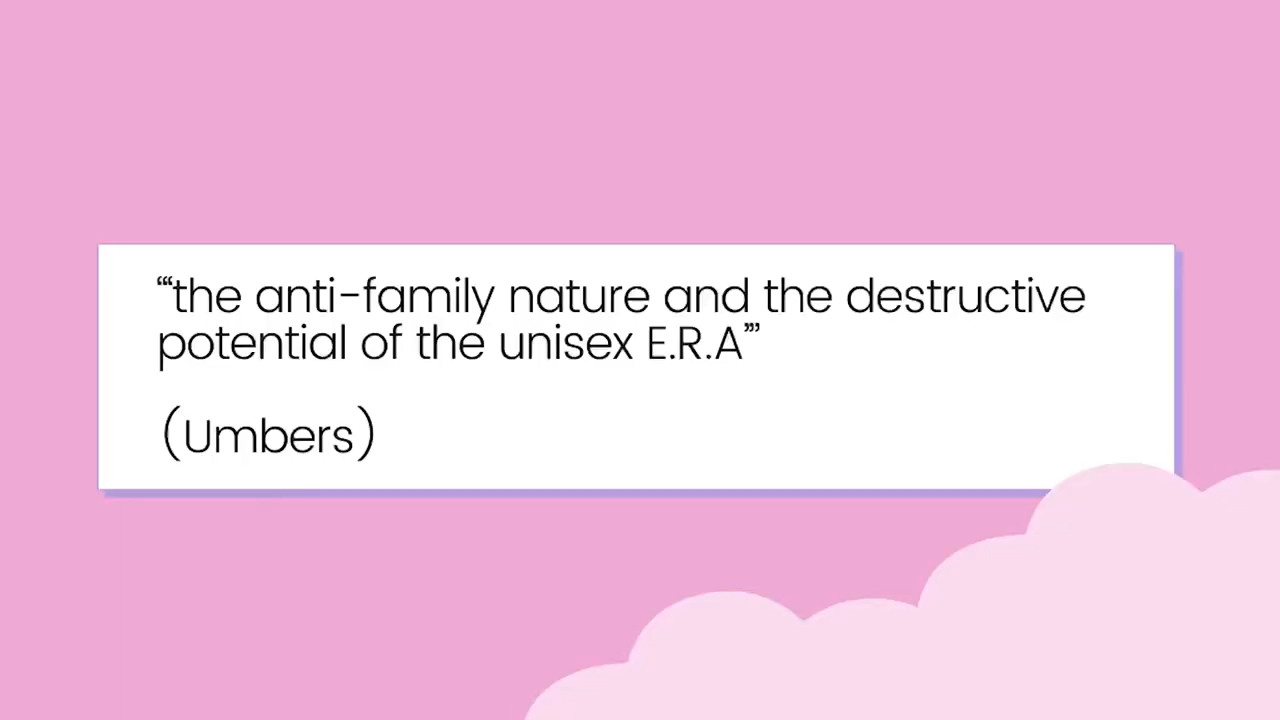 “‘the anti-family nature and the destructive
potential of the unisex E.R.A’”
(Umbers)